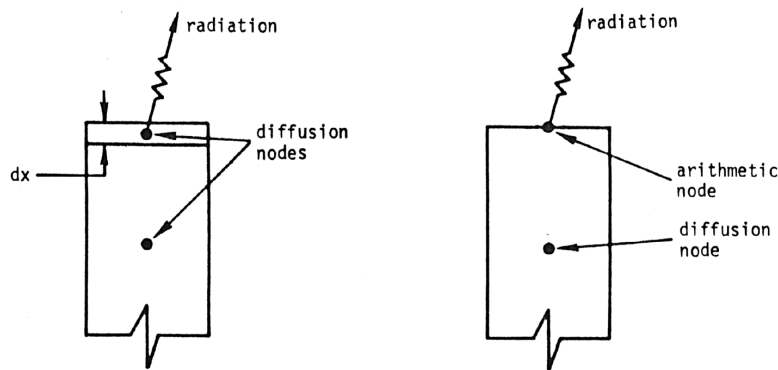 radiation
diffusion
nodes
dx
radiation
arithmetic
node
diffusion
node